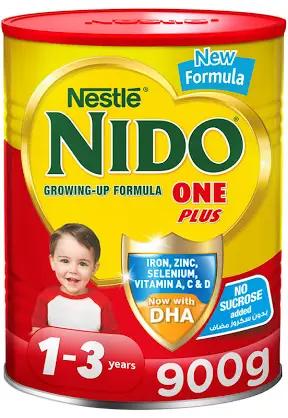 New
Formula
Nestlé®
NIDO®
GROWING-UP FORMULA ONE
PLUS
IRON, ZINC,
SELENIUM,
VITAMIN A, C & D
Now with
DHA
NO
SUCROSE
added
بدون سكروز مضاف
1-3 years
900g